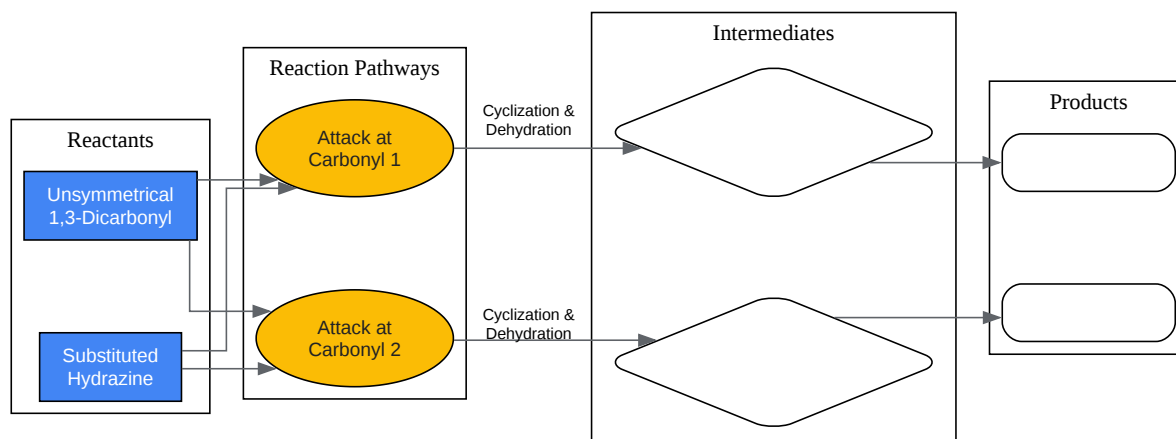 Reactants
Unsymmetrical
1,3-Dicarbonyl
Substituted
Hydrazine
Reaction Pathways
Attack at
Carbonyl 1
Attack at
Carbonyl 2
Cyclization &
Dehydration
Cyclization &
Dehydration
Intermediates
Products